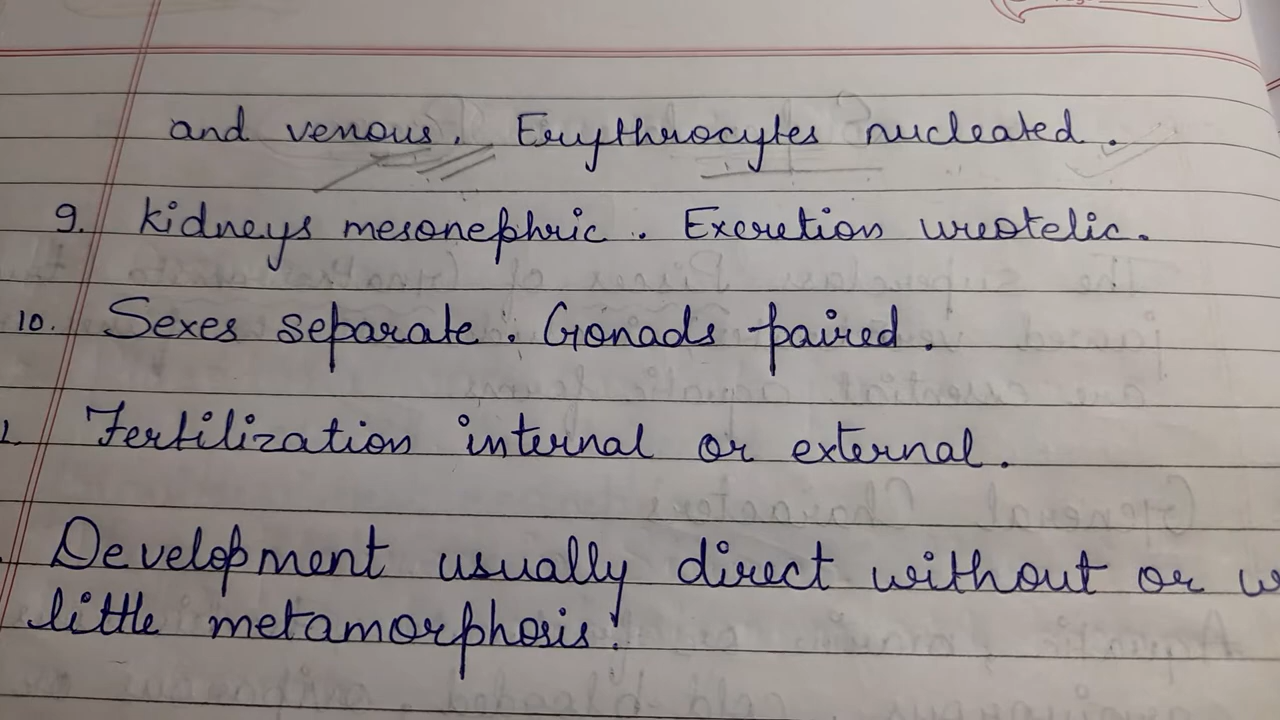 and venous. Erythrocytes nucleated.
9. Kidneys mesonephric. Excretion ureotelic.
10. Sexes separate. Gonads paired.
Fertilization internal or external.
Development usually direct without or
little metamorphosis.